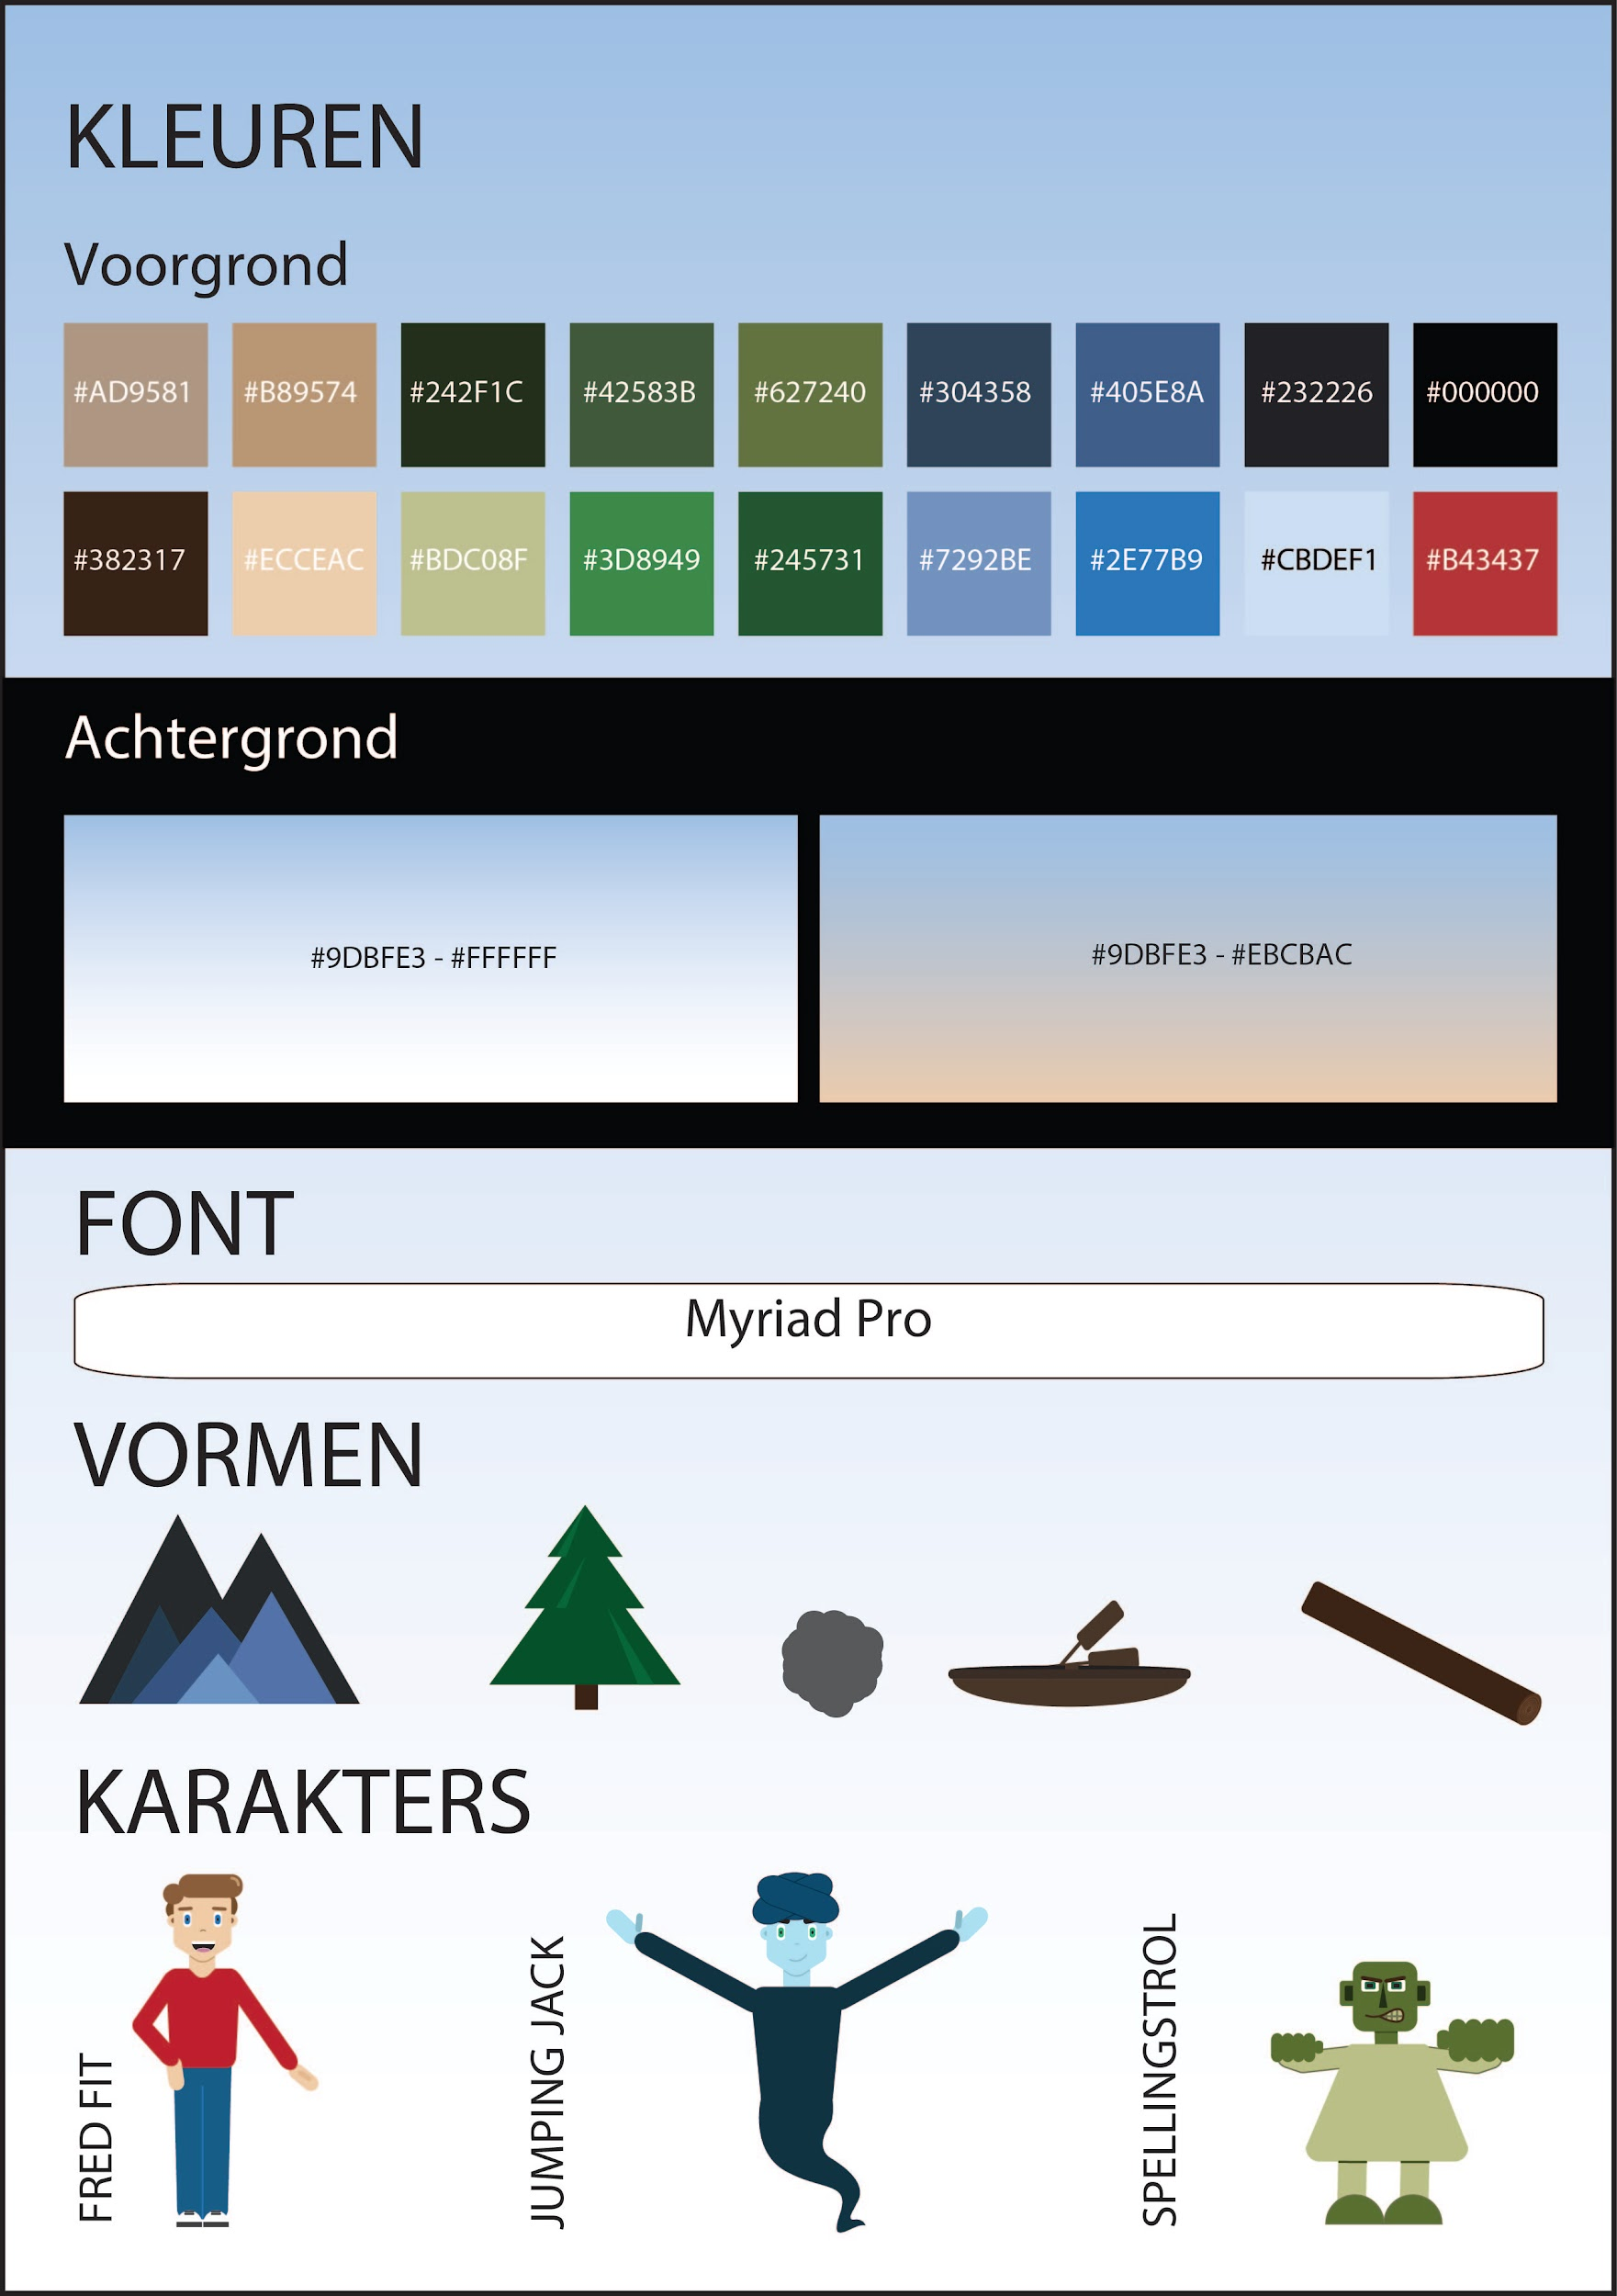 KLEUREN
Voorgrond
#AD9581 #B89574 #242F1C #42583B #627240 #304358 #405E8A #232226 #000000
#382317 #ECCEAC #BDC08F #3D8949 #245731 #7292BE #2E77B9 #CBDEF1 #B43437
Achtergrond
#9DBFE3 - #FFFFFF
#9DBFE3 - #EBCBAC
FONT
Myriad Pro
VORMEN
KARAKTERS
FRED FIT
JUMPING JACK
SPELLINGSTROL